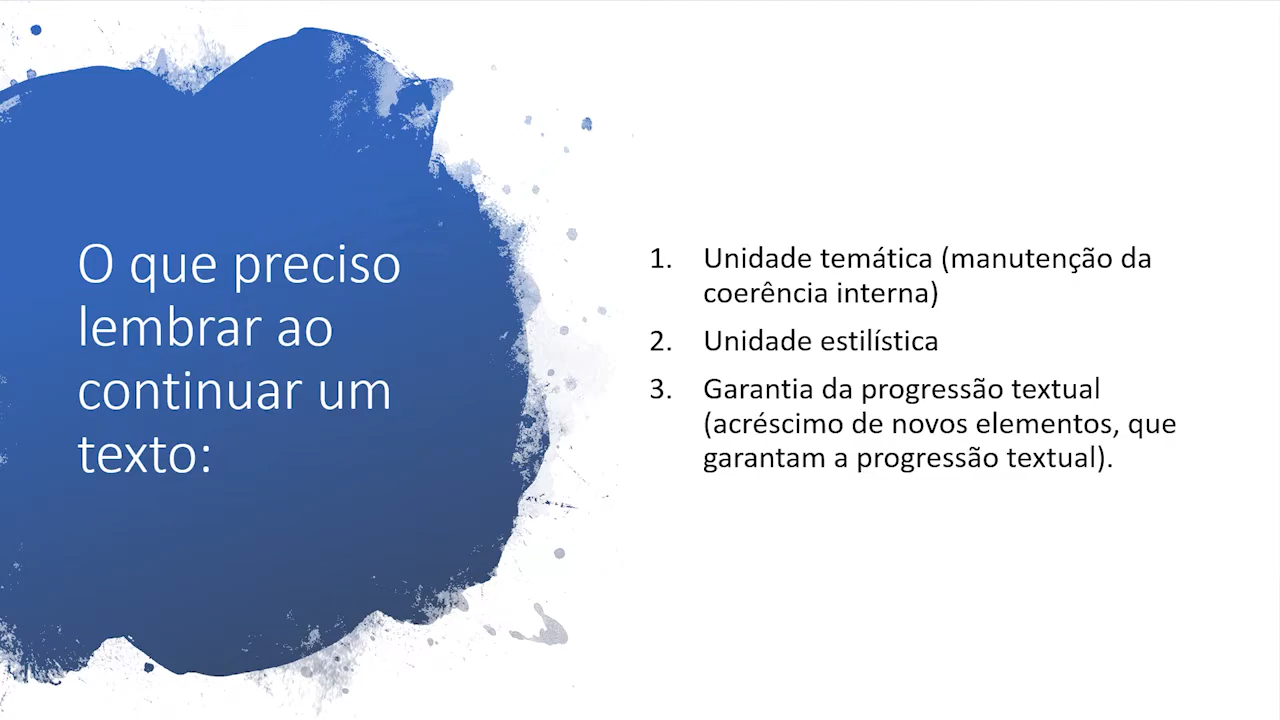 O que preciso
lembrar ao
continuar um
texto:
1. Unidade temática (manutenção da
coerência interna)
2. Unidade estilística
3. Garantia da progressão textual
(acréscimo de novos elementos, que
garantam a progressão textual).